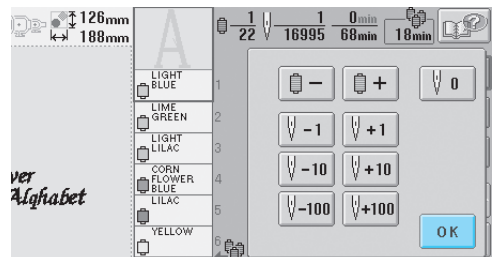 126mm
188mm
A
1
22
1
16995
0min
68min
18min
LIGHT
BLUE
1
LIME
GREEN
2
LIGHT
LILAC
3
CORN
FLOWER
BLUE
4
LILAC
5
YELLOW
6
ver
Alqhabet
−
+
0
−1
+1
−10
+10
−100
+100
OK